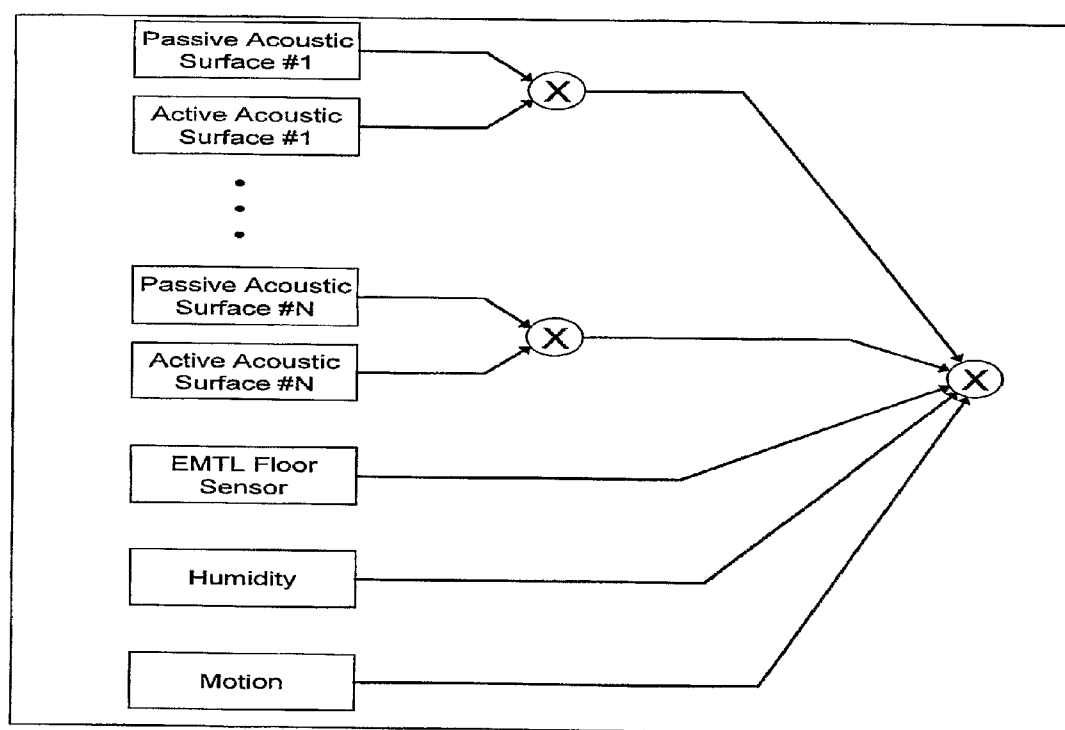 Passive Acoustic
Surface #1
X
Active Acoustic
Surface #1
Passive Acoustic
Surface #N
X
Active Acoustic
Surface #N
X
EMTL Floor
Sensor
Humidity
Motion